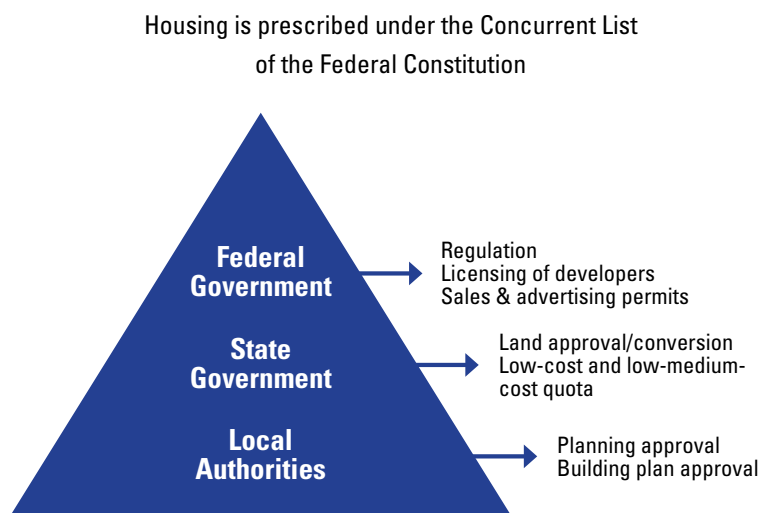 Housing is prescribed under the Concurrent List
of the Federal Constitution
Federal
Government
Regulation
Licensing of developers
Sales & advertising permits
State
Government
Land approval/conversion
Low-cost and low-medium-
cost quota
Local
Authorities
Planning approval
Building plan approval